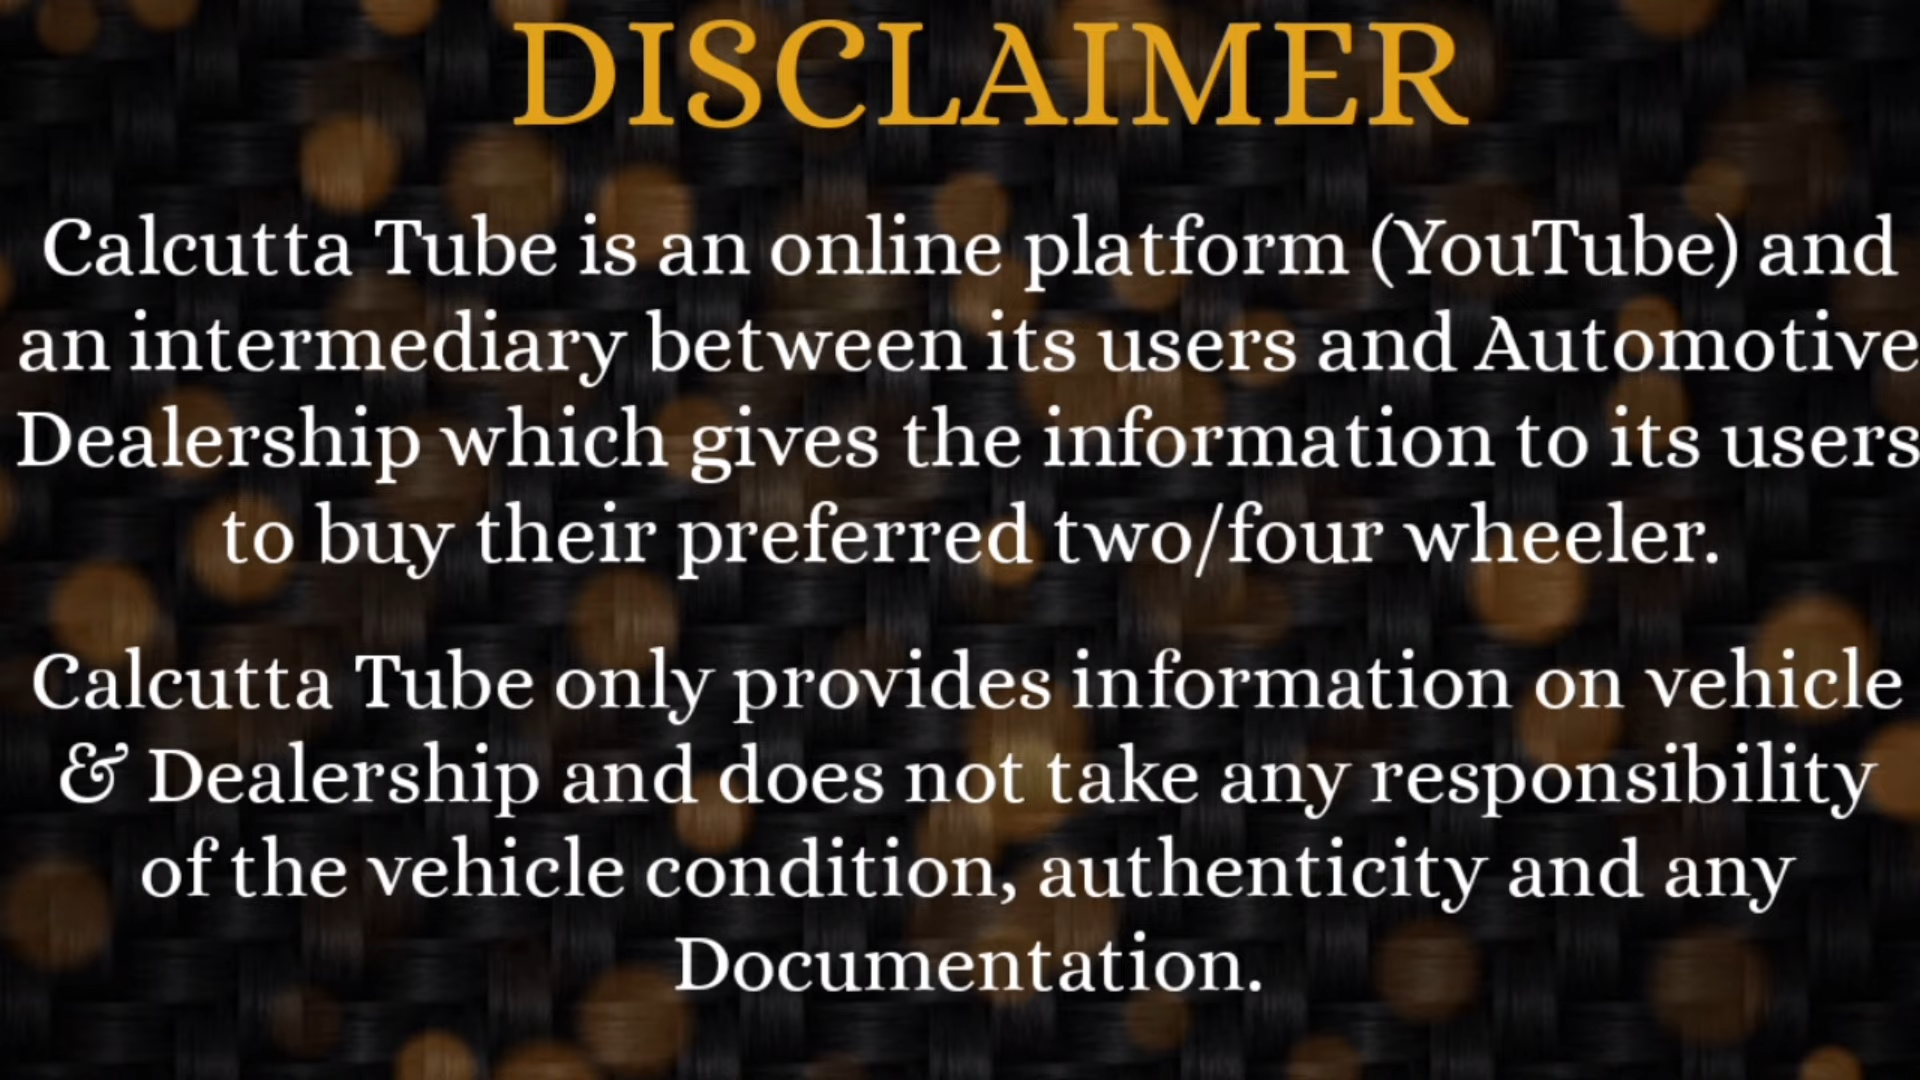 DISCLAIMER
Calcutta Tube is an online platform (YouTube) and
an intermediary between its users and Automotive
Dealership which gives the information to its users
to buy their preferred two/four wheeler.
Calcutta Tube only provides information on vehicle
& Dealership and does not take any responsibility
of the vehicle condition, authenticity and any
Documentation.